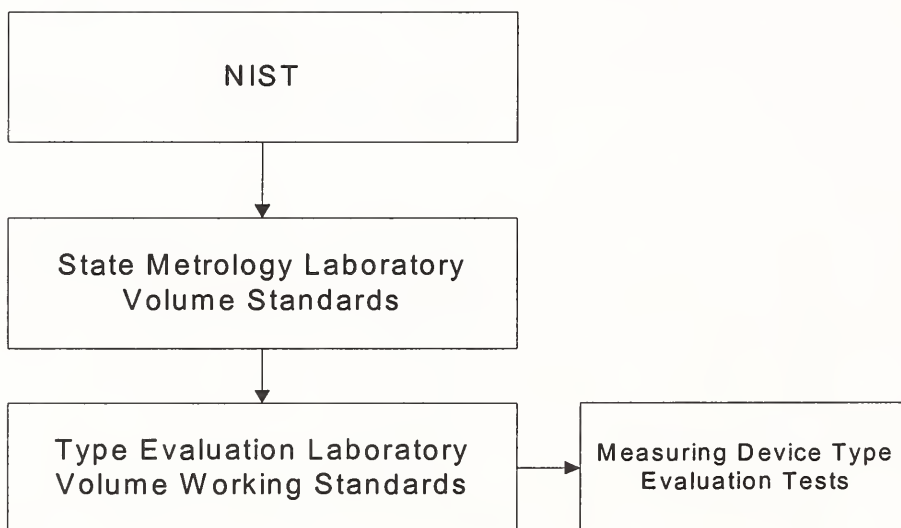 NIST
State Metrology Laboratory
Volume Standards
Type Evaluation Laboratory
Volume Working Standards
Measuring Device Type
Evaluation Tests